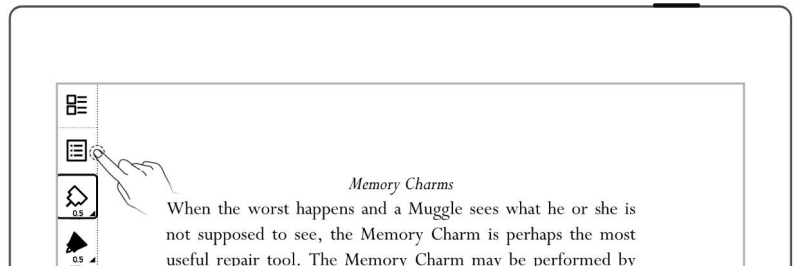 Memory Charms
When the worst happens and a Muggle sees what he or she is
0.5
not supposed to see, the Memory Charm is perhaps the most
0.5
useful repair tool. The Memory Charm may be performed by